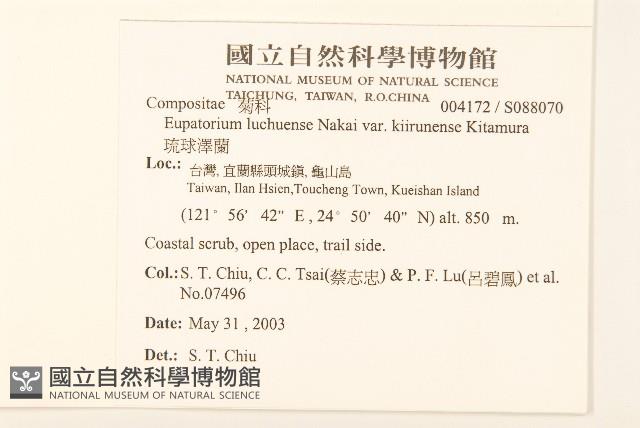 國立自然科學博物館
NATIONAL MUSEUM OF NATURAL SCIENCE
TAICHUNG, TAIWAN, R.O.CHINA
Compositae 菊科 004172 / S088070
Eupatorium luchuense Nakai var. kiirunense Kitamura
琉球澤蘭
Loc.: 台灣, 宜蘭縣頭城鎮, 龜山島
Taiwan, Ilan Hsien,Toucheng Town, Kueishan Island
(121° 56' 42" E , 24° 50' 40" N) alt. 850 m.
Coastal scrub, open place, trail side.
Col.: S. T. Chiu, C. C. Tsai(蔡志忠) & P. F. Lu(呂碧鳳) et al.
No.07496
Date: May 31 , 2003
Det.: S. T. Chiu
國立自然科學博物館
NATIONAL MUSEUM OF NATURAL SCIENCE